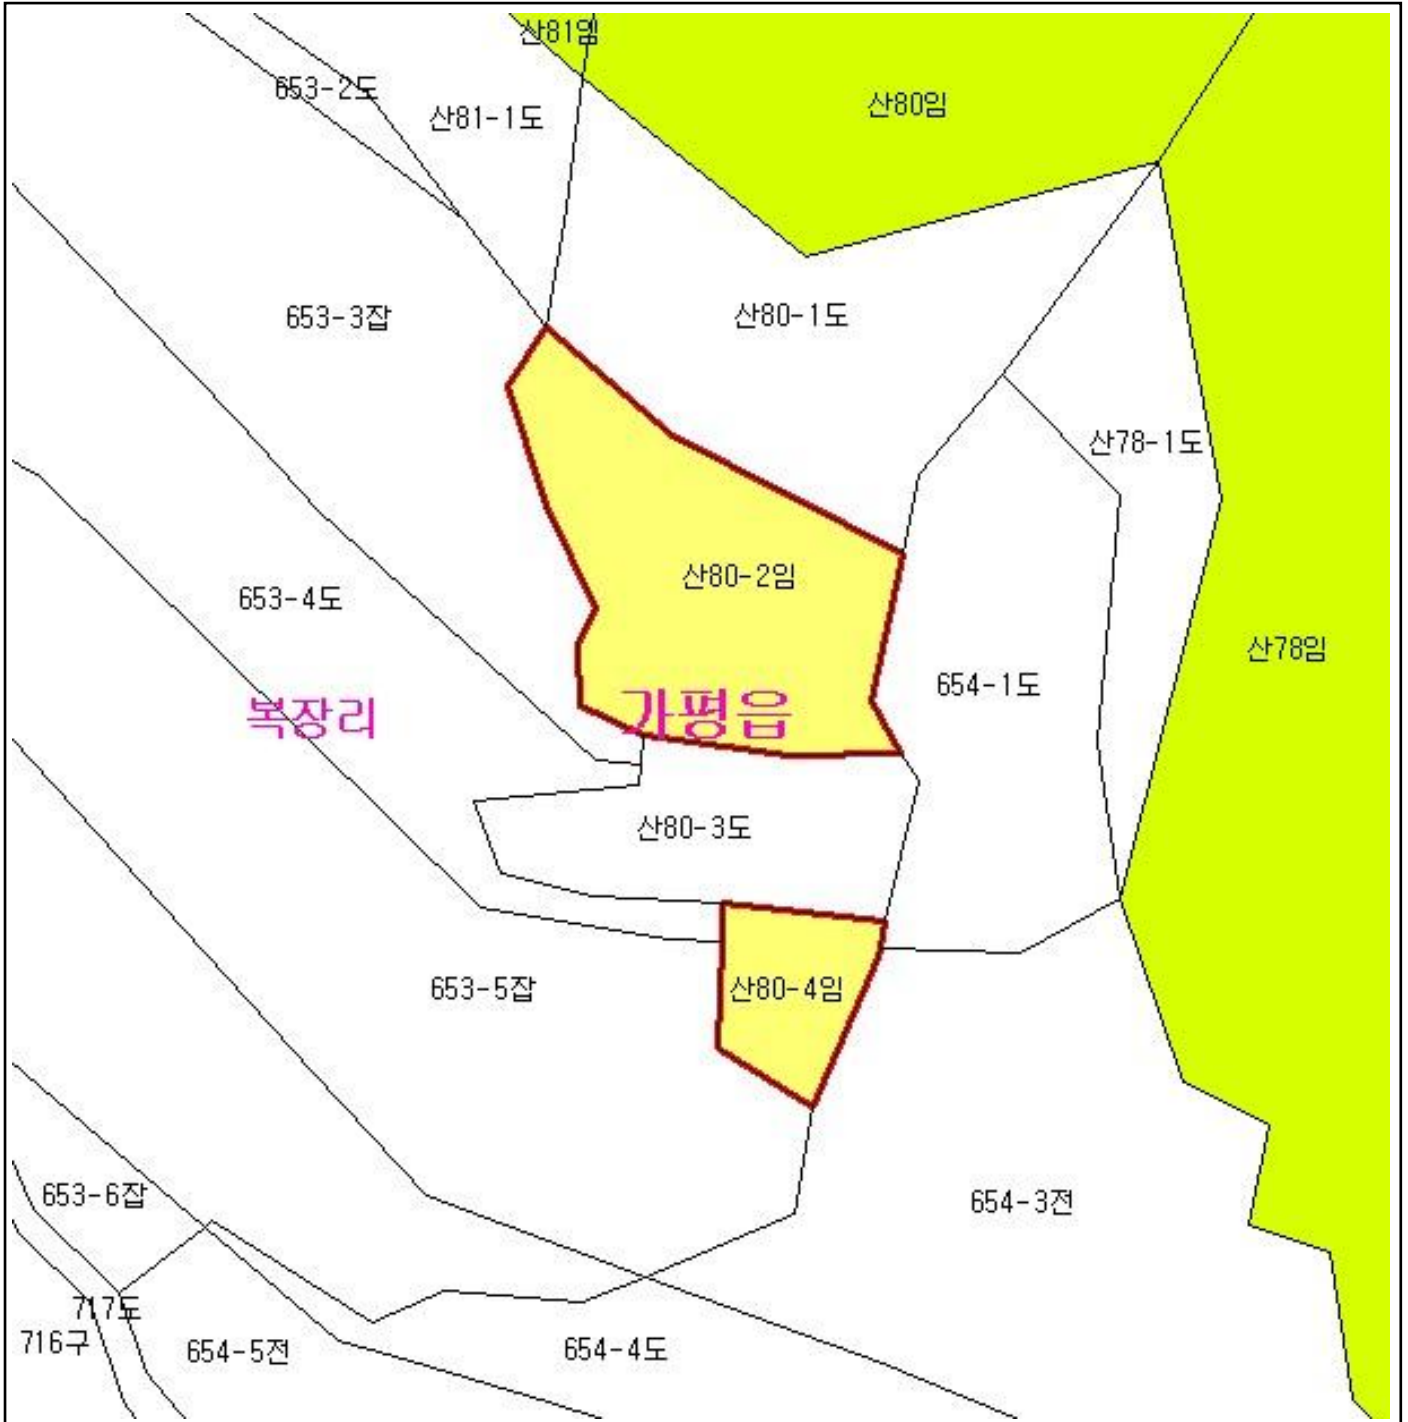 산81임
653-2도
산81-1도
산80임
653-3잡
산80-1도
산78-1도
산80-2임
653-4도
산78임
654-1도
복장리
가평읍
산80-3도
653-5잡
산80-4임
653-6잡
654-3전
717도
716구
654-5전
654-4도